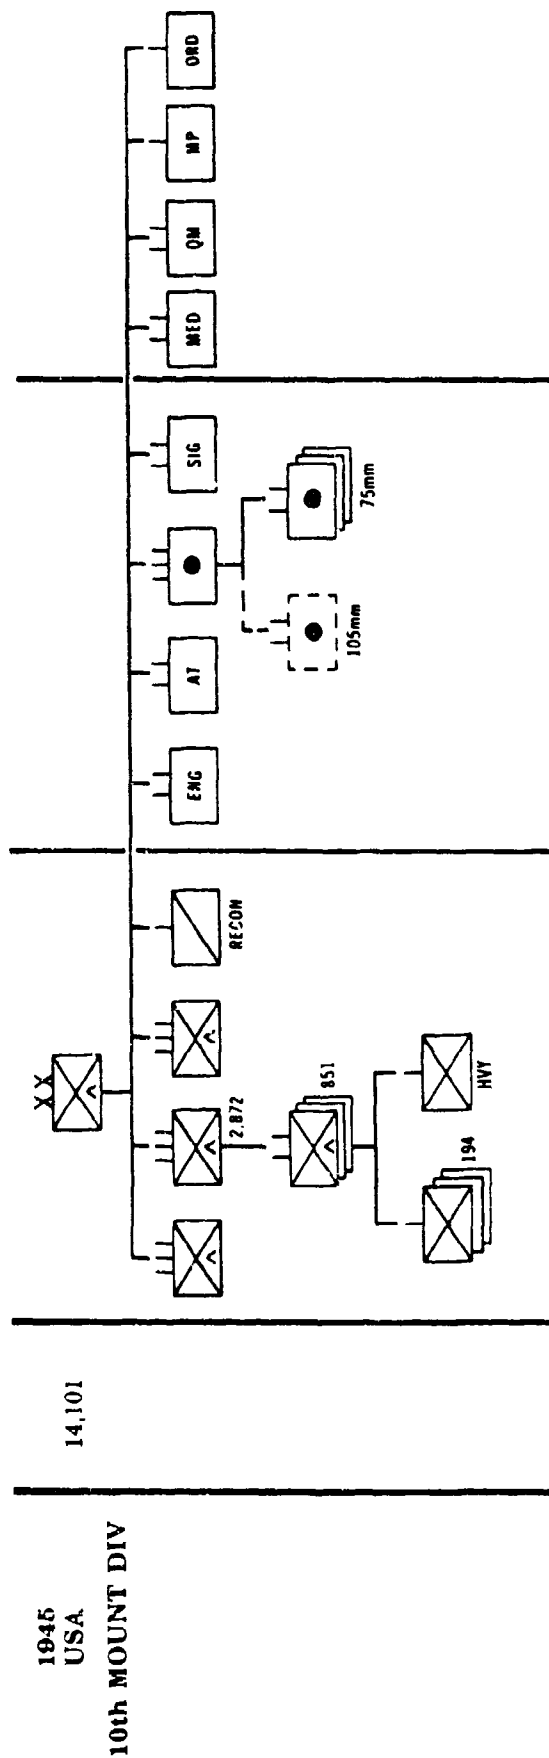 1945
USA
10th MOUNT DIV
14,101
XX
2,872
851
194
HVY
RECON
ENG
AT
SIG
105mm
75mm
MED
QM
MP
ORD